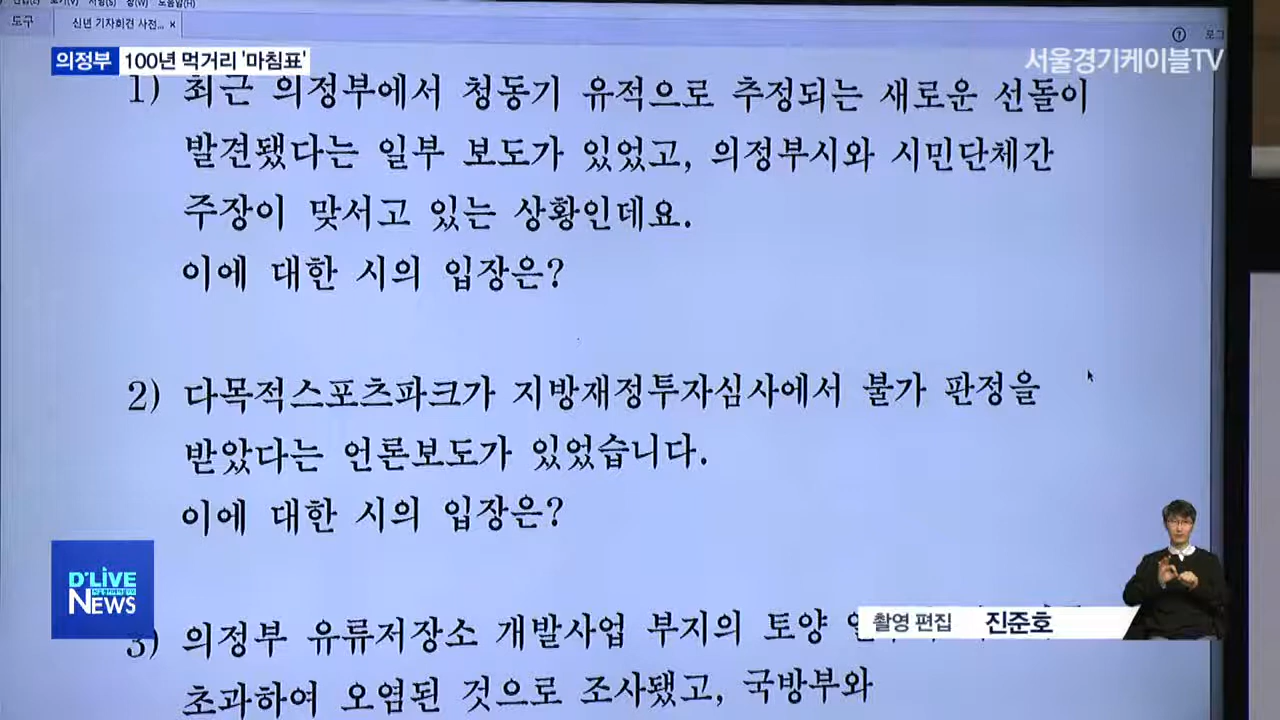 도구
신년 기자회견 사전... ×
의정부 100년 먹거리 '마침표'
서울경기케이블TV
1) 최근 의정부에서 청동기 유적으로 추정되는 새로운 선돌이
발견됐다는 일부 보도가 있었고, 의정부시와 시민단체간
주장이 맞서고 있는 상황인데요.
이에 대한 시의 입장은?
2) 다목적스포츠파크가 지방재정투자심사에서 불가 판정을
받았다는 언론보도가 있었습니다.
이에 대한 시의 입장은?
D'LIVE
NEWS
3) 의정부 유류저장소 개발사업 부지의 토양
촬영 편집 진준호
초과하여 오염된 것으로 조사됐고, 국방부와